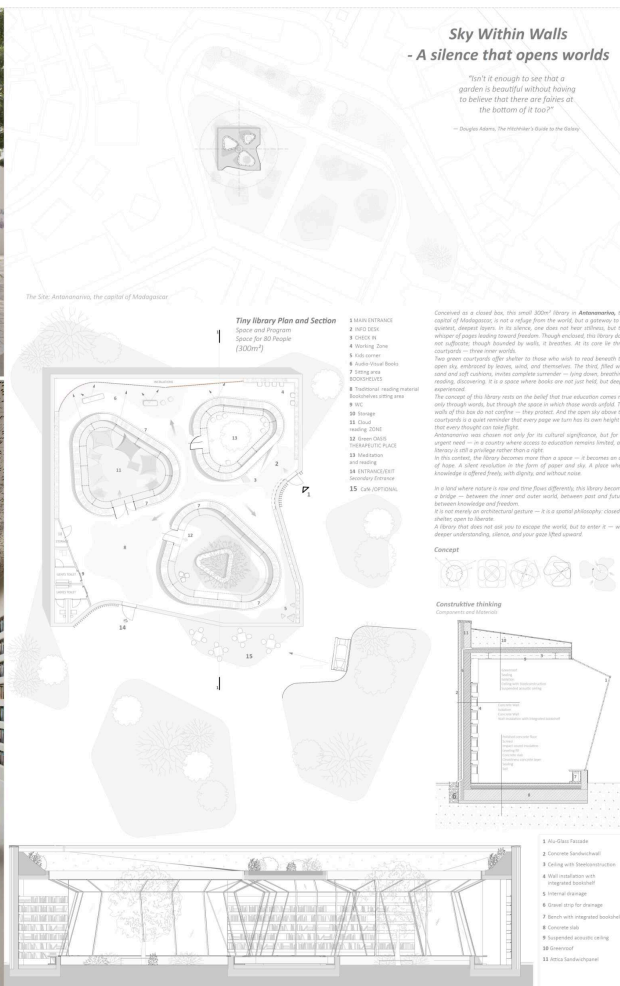 Sky Within Walls
- A silence that opens worlds
"Isn't it enough to see that a
garden is beautiful without having
to believe that there are fairies at
the bottom of it too?"
— Douglas Adams, The Hitchhiker's Guide to the Galaxy
The Site: Antananarivo, the capital of Madagascar
Tiny library Plan and Section
Space and Program
Space for 80 People
(300m²)
1 MAIN ENTRANCE
2 INFO DESK
3 CHECK IN
4 Working Zone
5 Kids corner
6 Audio-Visual Books
7 Sitting area
BOOKSHELVES
8 Traditional reading material
Bookshelves sitting area
9 WC
10 Storage
11 Cloud
reading ZONE
12 Green OASIS
THERAPEUTIC PLACE
13 Meditation
and reading
14 ENTRANCE/EXIT
Secondary Entrance
15 Café /OPTIONAL
Conceived as a closed box, this small 300m² library in Antananarivo,
capital of Madagascar, is not a refuge from the world, but a gateway to
quietest, deepest layers. In its silence, one does not hear stillness, but
whisper of pages leading toward freedom. Though enclosed, this library
not suffocate; though bounded by walls, it breathes. At its core lie
courtyards — three inner worlds.
Two green courtyards offer shelter to those who wish to read beneath
open sky, embraced by leaves, wind, and themselves. The third, filled
sand and soft cushions, invites complete surrender — lying down,
reading, discovering. It is a space where books are not just held, but
experienced.
The concept of this library rests on the belief that true education comes
only through words, but through the space in which those words unfold.
walls of this box do not confine — they protect. And the open sky above
courtyards is a quiet reminder that every page we turn has its own
that every thought can take flight.
Antananarivo was chosen not only for its cultural significance, but for
urgent need — in a country where access to education remains limited,
literacy is still a privilege rather than a right.
In this context, the library becomes more than a space — it becomes an
of hope. A silent revolution in the form of paper and sky. A place
knowledge is offered freely, with dignity, and without noise.
In a land where nature is raw and time flows differently, this library
a bridge — between the inner and outer world, between past and
between knowledge and freedom.
It is not merely an architectural gesture — it is a spatial philosophy: closed
shelter, open to liberate.
A library that does not ask you to escape the world, but to enter it —
deeper understanding, silence, and your gaze lifted upward.
Concept
Construktive thinking
Components and Materials
1 Alu-Glass Fassade
2 Concrete Sandwichwall
3 Ceiling with Steelconstruction
4 Wall installation with
integrated bookshelf
5 Internal drainage
6 Gravel strip for drainage
7 Bench with integrated bookshelf
8 Concrete slab
9 Suspended acoustic ceiling
10 Greenroof
11 Attica Sandwichpanel